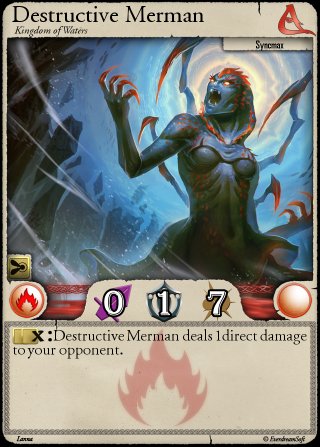 Destructive Merman
Kingdom of Waters
Syncmax
0 1 7
X :Destructive Merman deals 1 direct damage
to your opponent.
Lanna
© EverdreamSoft